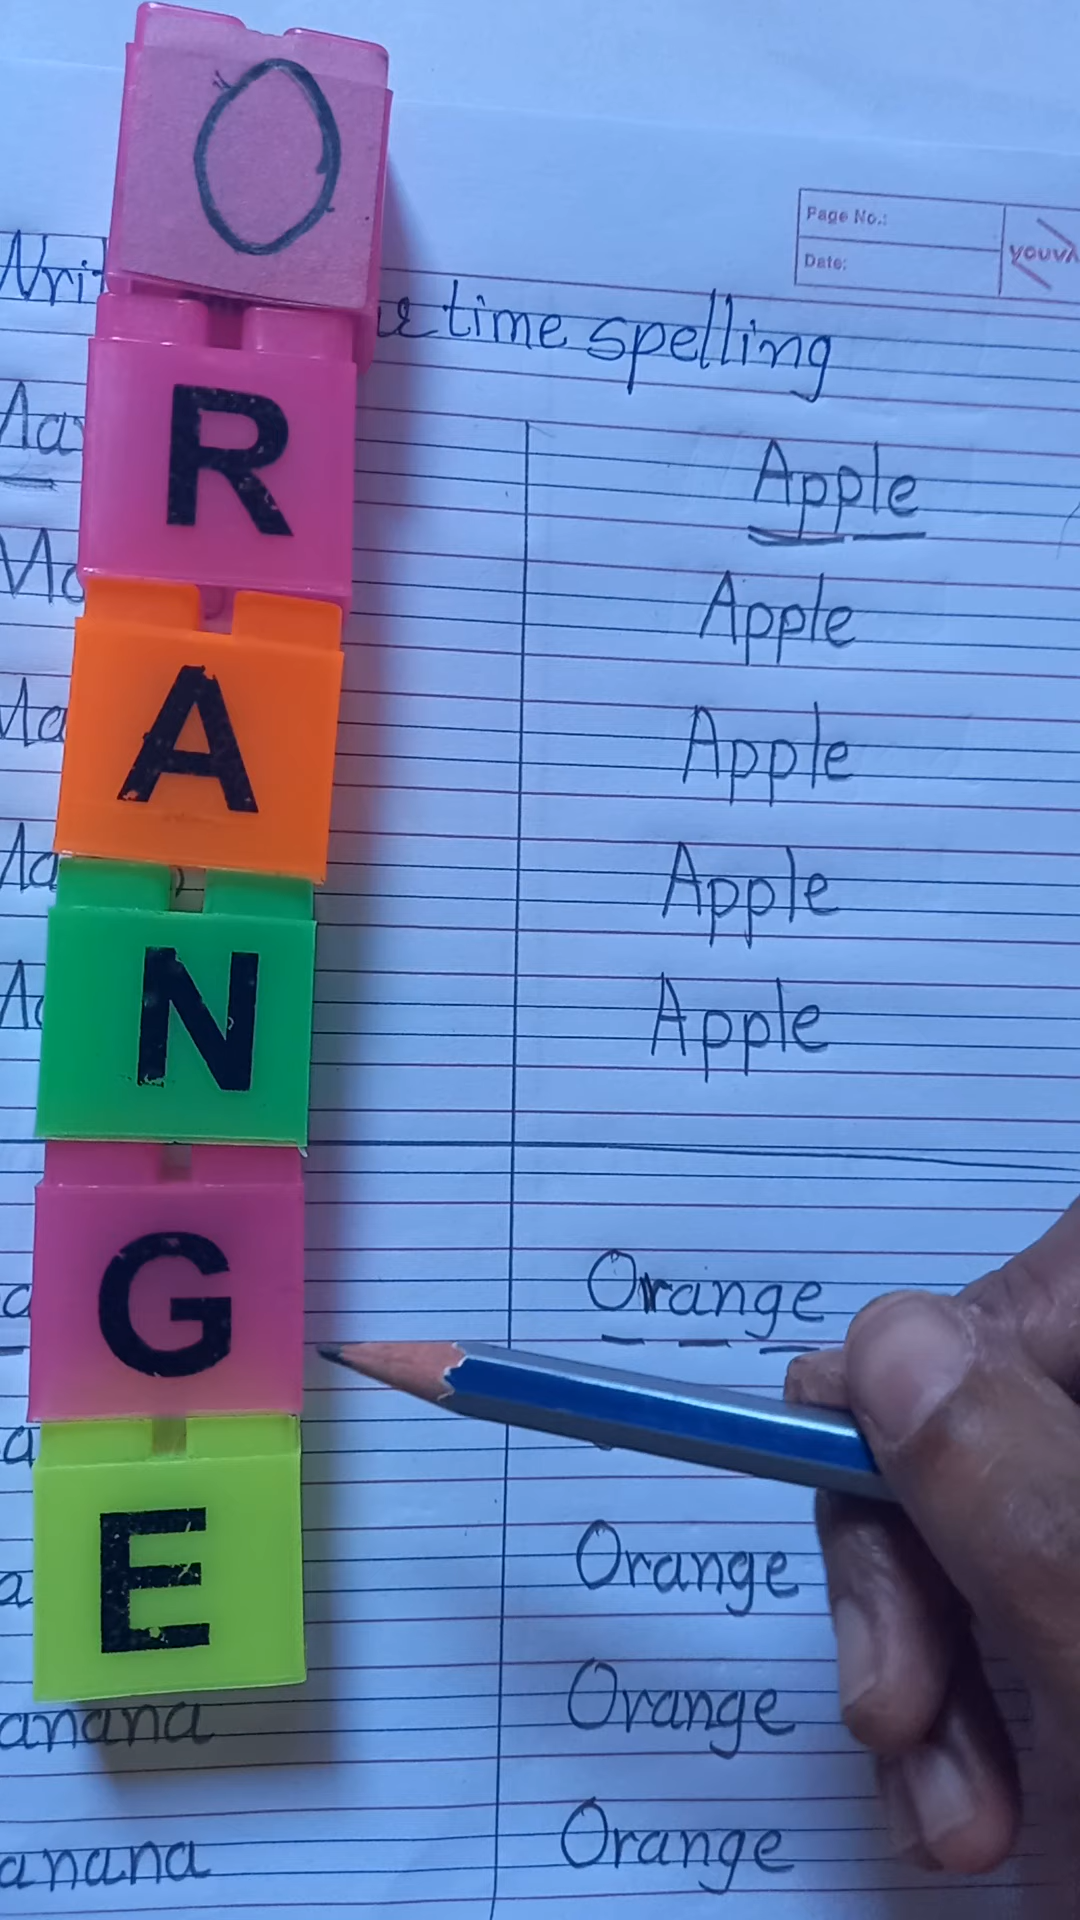 O
R
A
N
G
E
Page No.:
Date:
YOUVA
time spelling
Apple
Apple
Apple
Apple
Apple
Orange
Orange
Orange
Orange
anana
anana